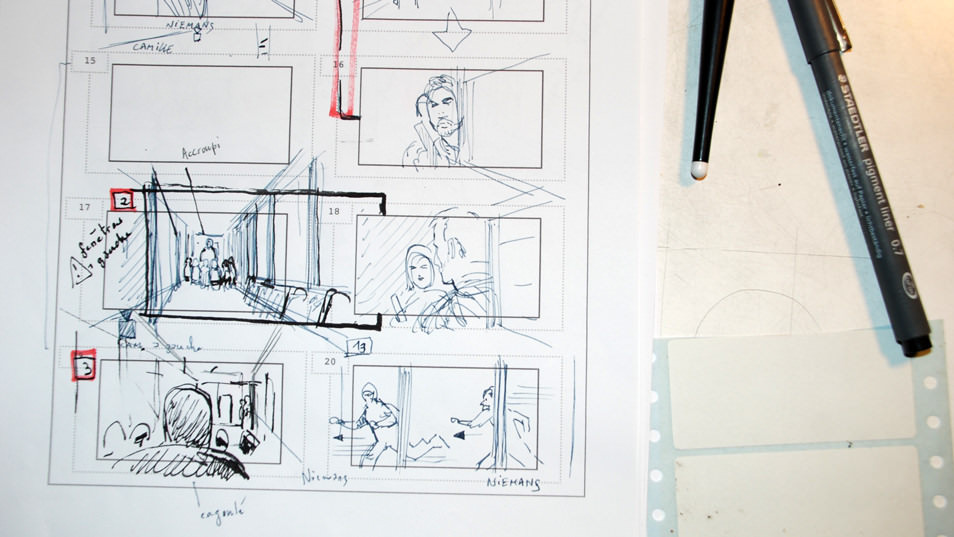 NIEMANS
CAMILLE
15
16
Accroupi
17
2
18
fenêtres
gauche
!
13
3
20
Niemans
NIEMANS
cagoulé
STAEDTLER pigment liner 0.7